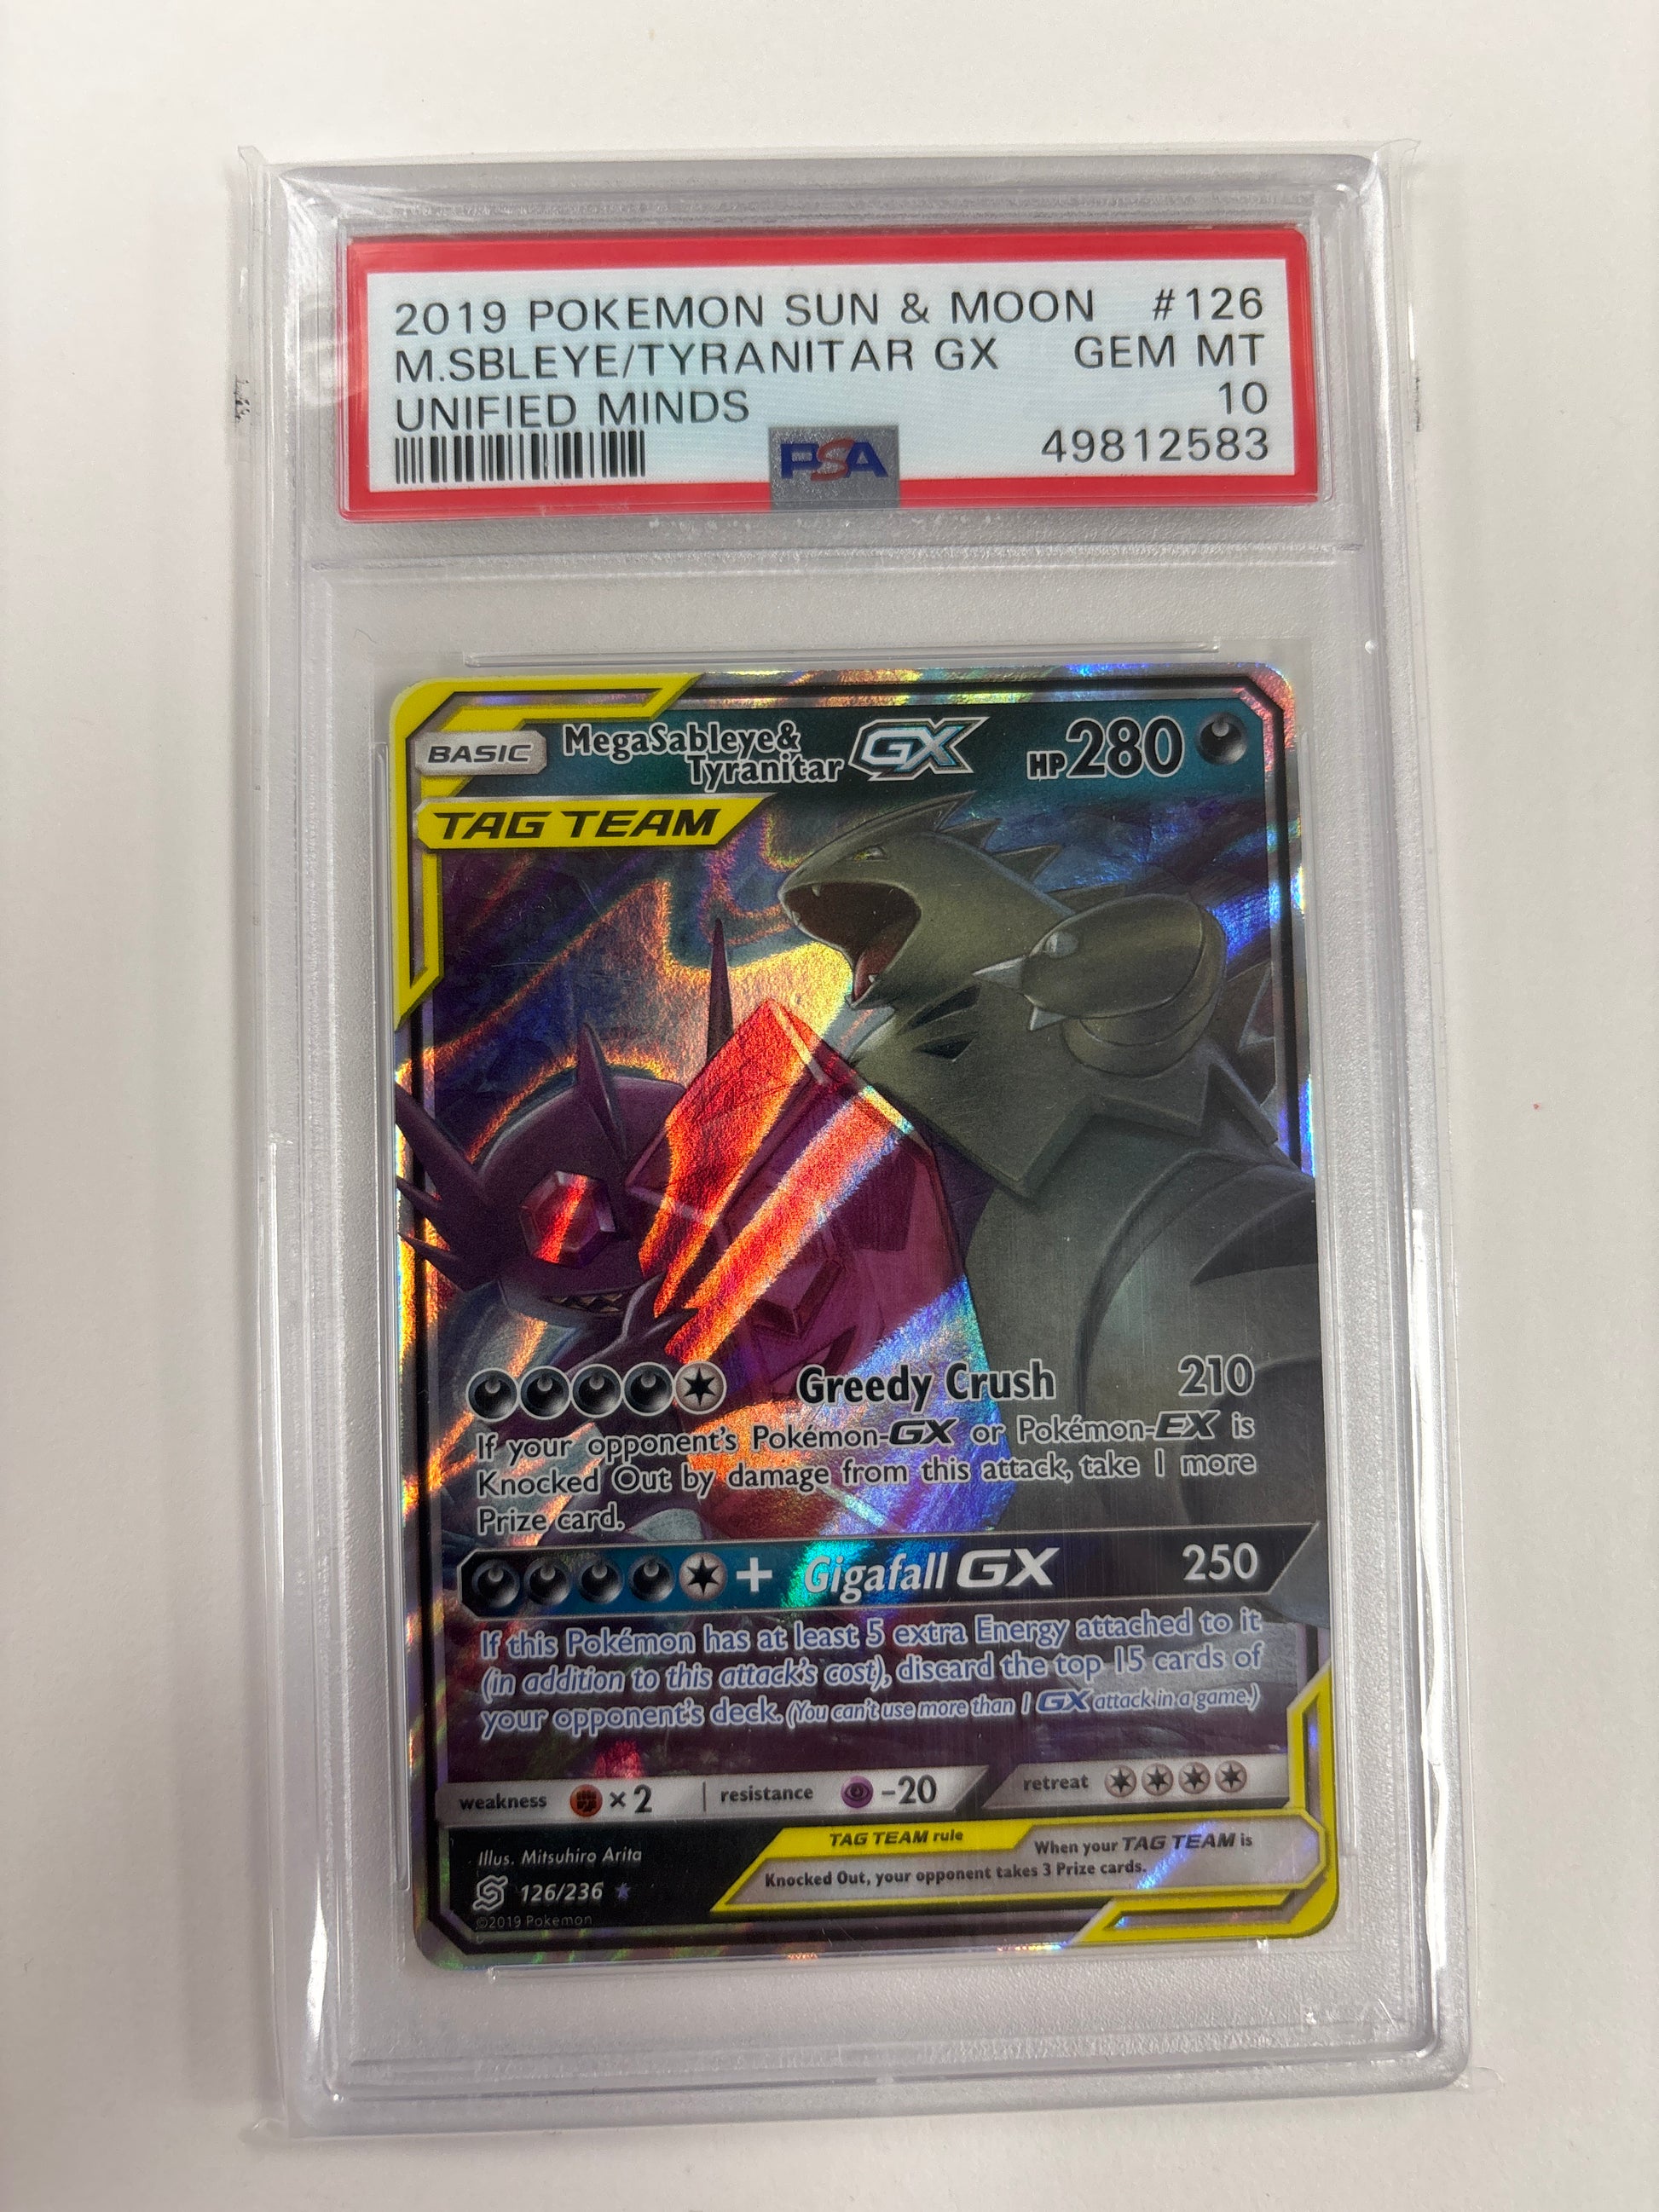 2019 POKEMON SUN & MOON #126
M.SBLEYE/TYRANITAR GX GEM MT
UNIFIED MINDS 10
PSA 49812583
BASIC MegaSableye& Tyranitar GX HP280
TAG TEAM
Greedy Crush 210
If your opponent's Pokémon-GX or Pokémon-EX is
Knocked Out by damage from this attack, take 1 more
Prize card.
+ Gigafall GX 250
If this Pokémon has at least 5 extra Energy attached to it
(in addition to this attack's cost), discard the top 15 cards of
your opponent's deck. (You can't use more than 1 GX attack in a game.)
weakness ×2 resistance -20 retreat
TAG TEAM rule When your TAG TEAM is
Knocked Out, your opponent takes 3 Prize cards.
Illus. Mitsuhiro Arita
126/236
©2019 Pokémon